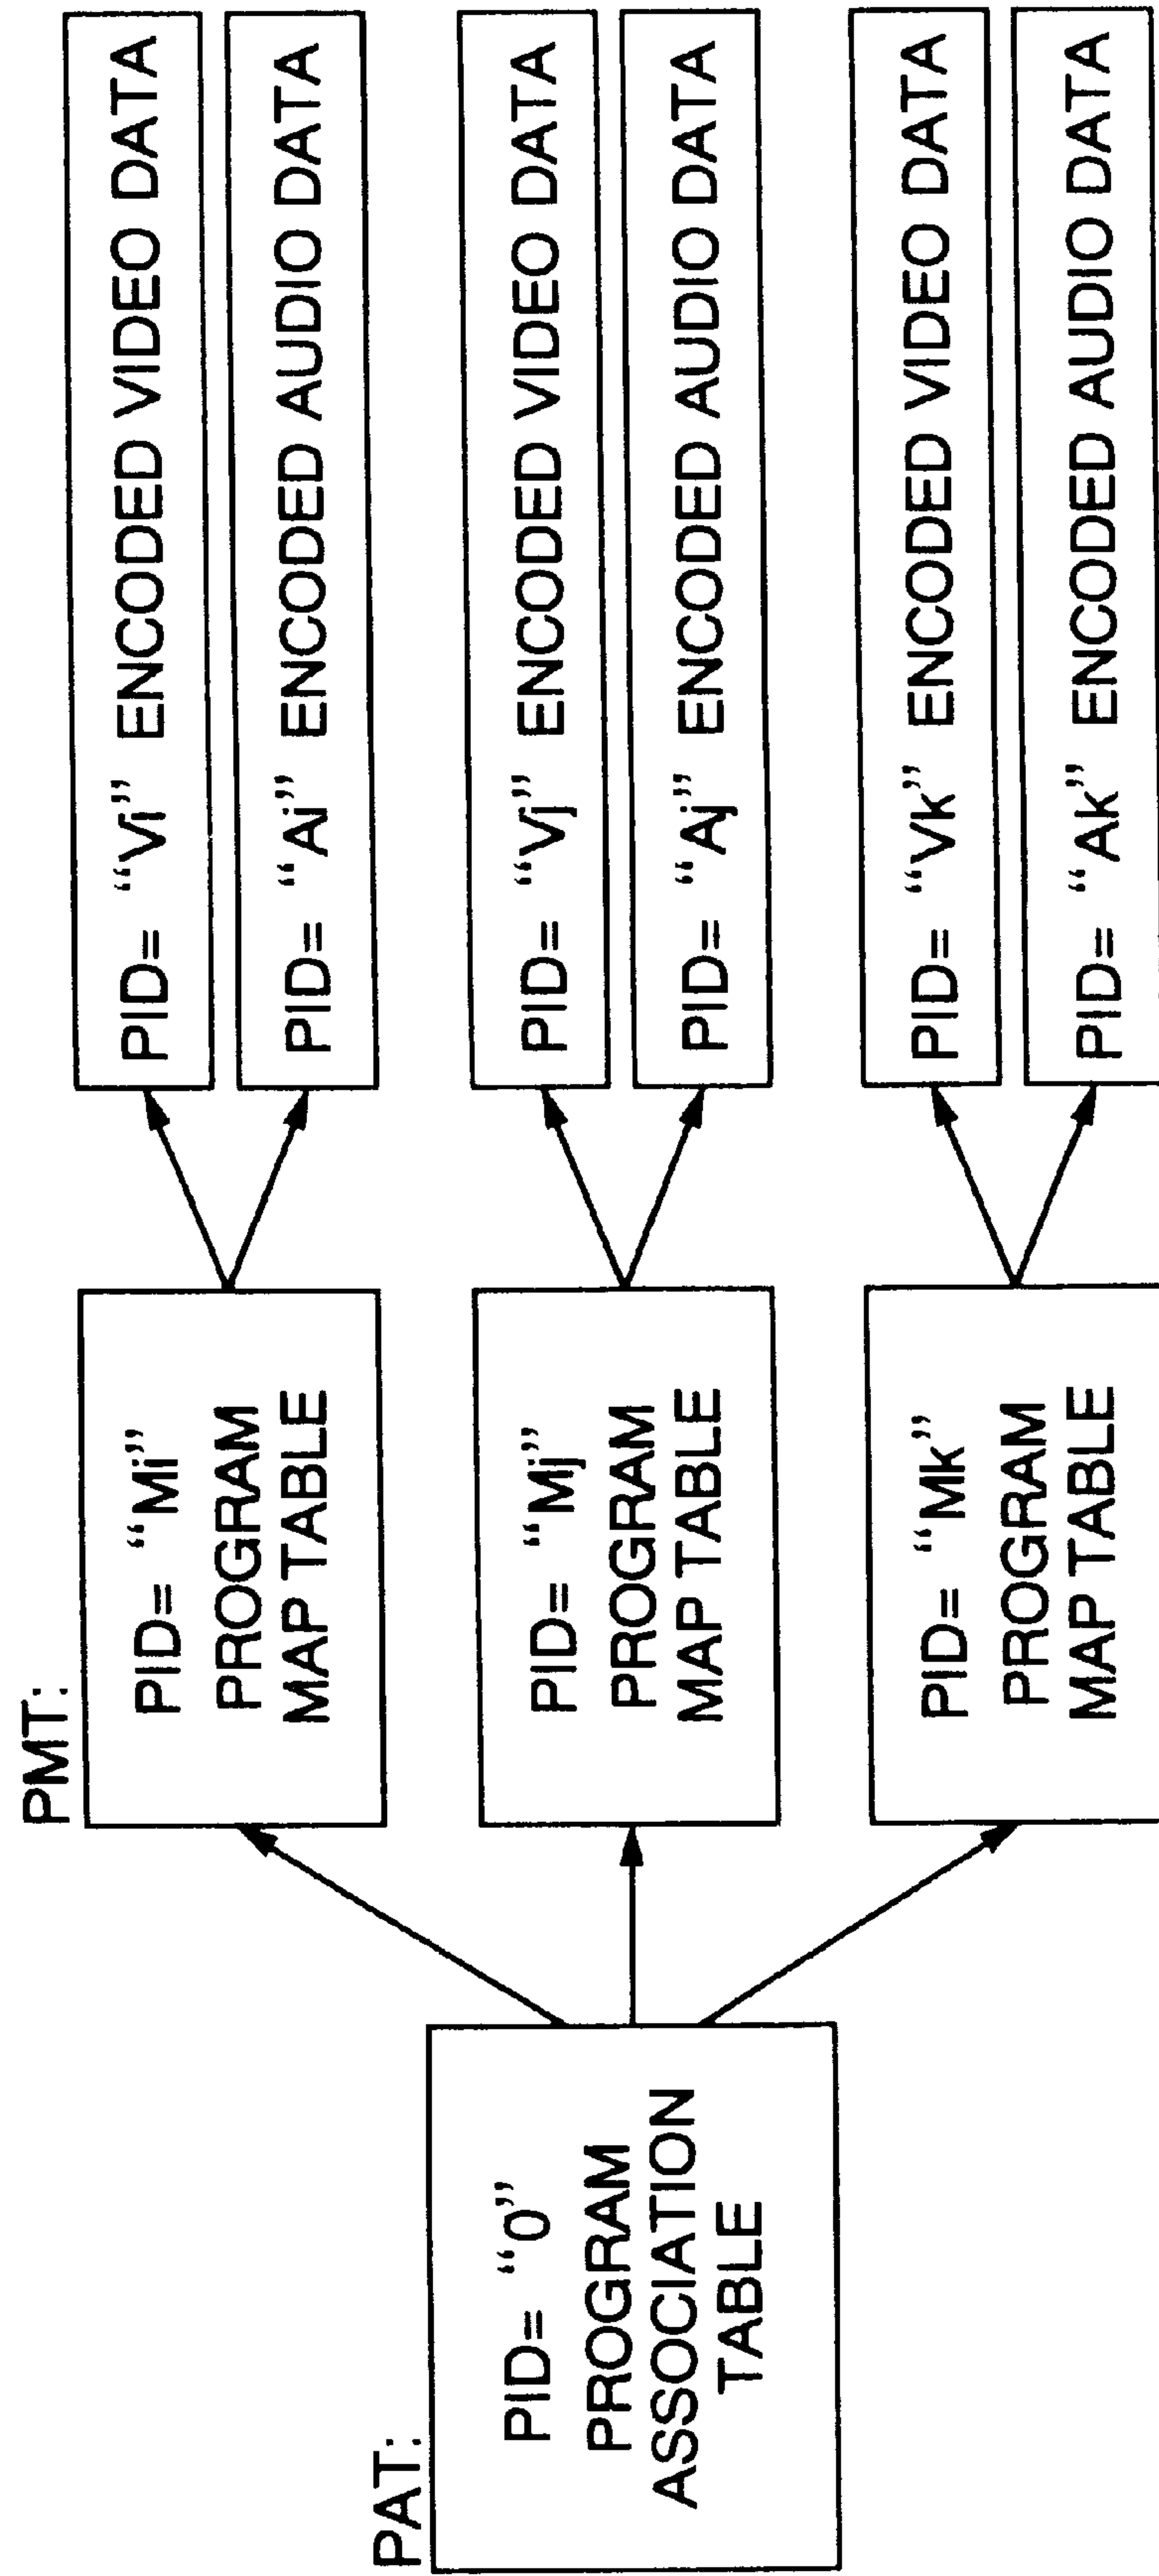 PAT:
PID= “0”
PROGRAM
ASSOCIATION
TABLE
PMT:
PID= “Mi”
PROGRAM
MAP TABLE
PID= “Mj”
PROGRAM
MAP TABLE
PID= “Mk”
PROGRAM
MAP TABLE
PID= “Vi” ENCODED VIDEO DATA
PID= “Ai” ENCODED AUDIO DATA
PID= “Vj” ENCODED VIDEO DATA
PID= “Aj” ENCODED AUDIO DATA
PID= “Vk” ENCODED VIDEO DATA
PID= “Ak” ENCODED AUDIO DATA